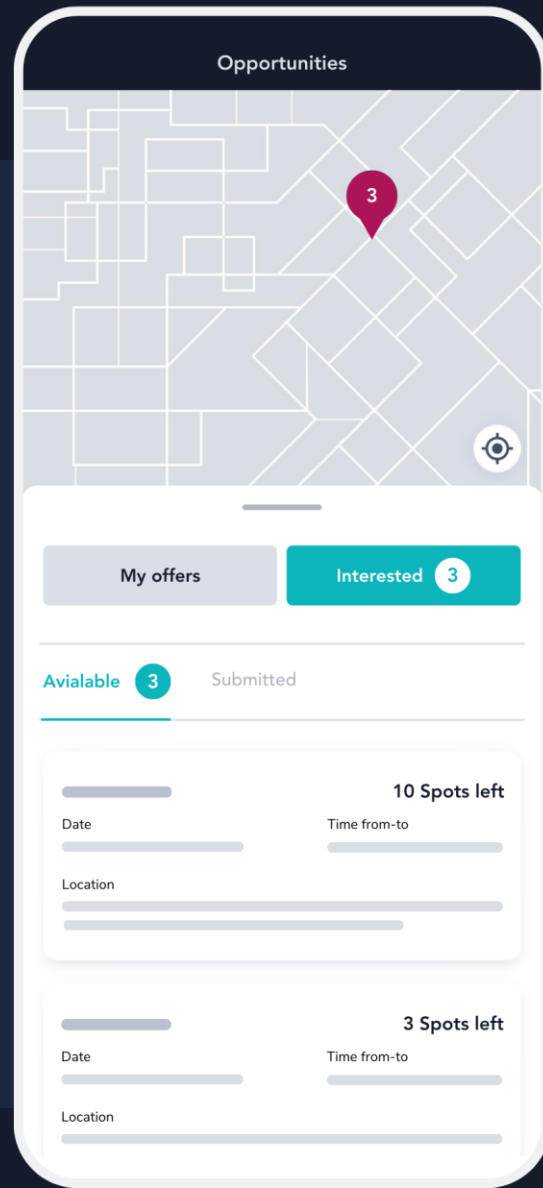 Opportunities
3
My offers
Interested 3
Avialable 3
Submitted
10 Spots left
Date
Time from-to
Location
3 Spots left
Date
Time from-to
Location